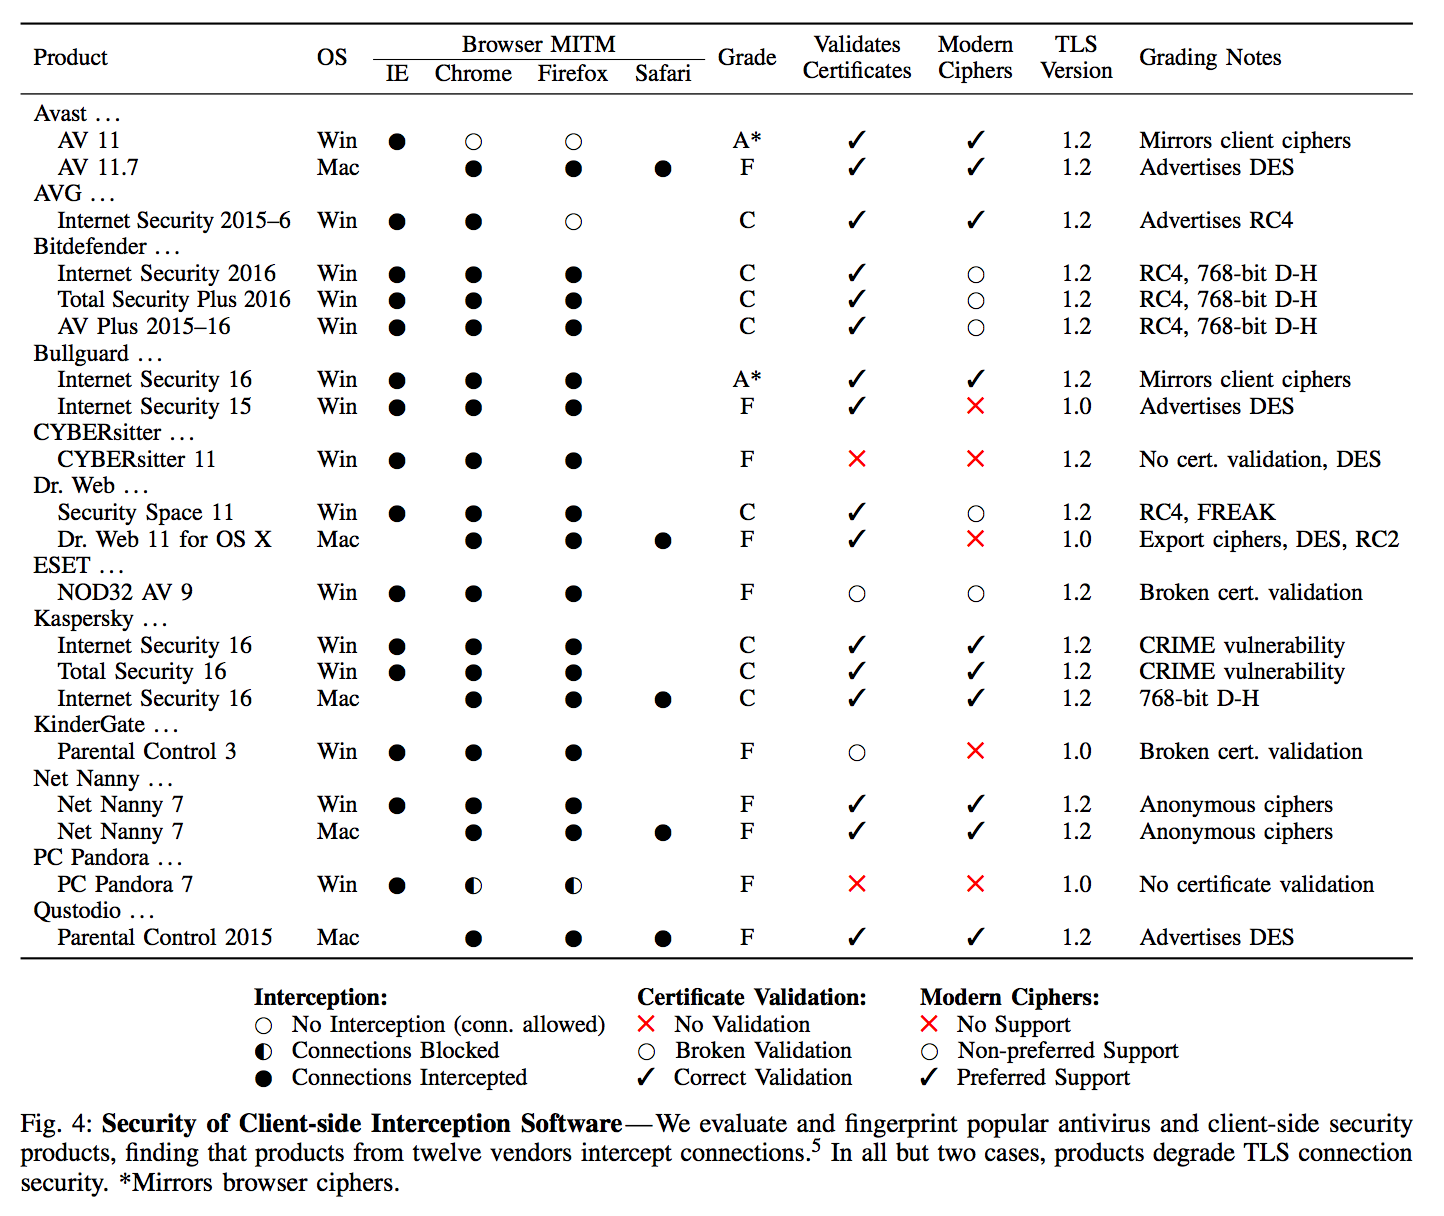 Product OS Browser MITM Grade Validates Certificates Modern Ciphers TLS Version Grading Notes
IE Chrome Firefox Safari
Avast ...
AV 11 Win ● ○ ○ A* ✓ ✓ 1.2 Mirrors client ciphers
AV 11.7 Mac ● ● ● F ✓ ✓ 1.2 Advertises DES
AVG ...
Internet Security 2015–6 Win ● ● ○ C ✓ ✓ 1.2 Advertises RC4
Bitdefender ...
Internet Security 2016 Win ● ● ● C ✓ ○ 1.2 RC4, 768-bit D-H
Total Security Plus 2016 Win ● ● ● C ✓ ○ 1.2 RC4, 768-bit D-H
AV Plus 2015–16 Win ● ● ● C ✓ ○ 1.2 RC4, 768-bit D-H
Bullguard ...
Internet Security 16 Win ● ● ● A* ✓ ✓ 1.2 Mirrors client ciphers
Internet Security 15 Win ● ● ● F ✓ ✕ 1.0 Advertises DES
CYBERsitter ...
CYBERsitter 11 Win ● ● ● F ✕ ✕ 1.2 No cert. validation, DES
Dr. Web ...
Security Space 11 Win ● ● ● C ✓ ○ 1.2 RC4, FREAK
Dr. Web 11 for OS X Mac ● ● ● F ✓ ✕ 1.0 Export ciphers, DES, RC2
ESET ...
NOD32 AV 9 Win ● ● ● F ○ ○ 1.2 Broken cert. validation
Kaspersky ...
Internet Security 16 Win ● ● ● C ✓ ✓ 1.2 CRIME vulnerability
Total Security 16 Win ● ● ● C ✓ ✓ 1.2 CRIME vulnerability
Internet Security 16 Mac ● ● ● C ✓ ✓ 1.2 768-bit D-H
KinderGate ...
Parental Control 3 Win ● ● ● F ○ ✕ 1.0 Broken cert. validation
Net Nanny ...
Net Nanny 7 Win ● ● ● F ✓ ✓ 1.2 Anonymous ciphers
Net Nanny 7 Mac ● ● ● F ✓ ✓ 1.2 Anonymous ciphers
PC Pandora ...
PC Pandora 7 Win ● ◐ ◐ F ✕ ✕ 1.0 No certificate validation
Qustodio ...
Parental Control 2015 Mac ● ● ● F ✓ ✓ 1.2 Advertises DES
Interception: Certificate Validation: Modern Ciphers:
○ No Interception (conn. allowed) ✕ No Validation ✕ No Support
◐ Connections Blocked ○ Broken Validation ○ Non-preferred Support
● Connections Intercepted ✓ Correct Validation ✓ Preferred Support
Fig. 4: Security of Client-side Interception Software—We evaluate and fingerprint popular antivirus and client-side security
products, finding that products from twelve vendors intercept connections.5 In all but two cases, products degrade TLS connection
security. *Mirrors browser ciphers.